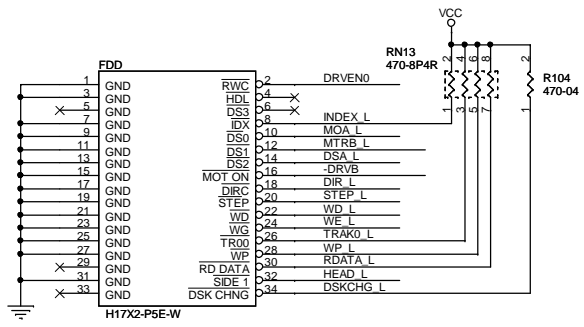 VCC
RN13
470-8P4R
2 4 6 8
2
R104
470-04
1 3 5 7
1
FDD
1 GND RWC 2 DRVEN0
3 GND HDL 4
5 GND DS3 6
7 GND IDX 8 INDEX_L
9 GND DS0 10 MOA_L
11 GND DS1 12 MTRB_L
13 GND DS2 14 DSA_L
15 GND MOT ON 16 -DRVB
17 GND DIRC 18 DIR_L
19 GND STEP 20 STEP_L
21 GND WD 22 WD_L
23 GND WG 24 WE_L
25 GND TR00 26 TRAK0_L
27 GND WP 28 WP_L
29 GND RD DATA 30 RDATA_L
31 GND SIDE 1 32 HEAD_L
33 GND DSK CHNG 34 DSKCHG_L
H17X2-P5E-W